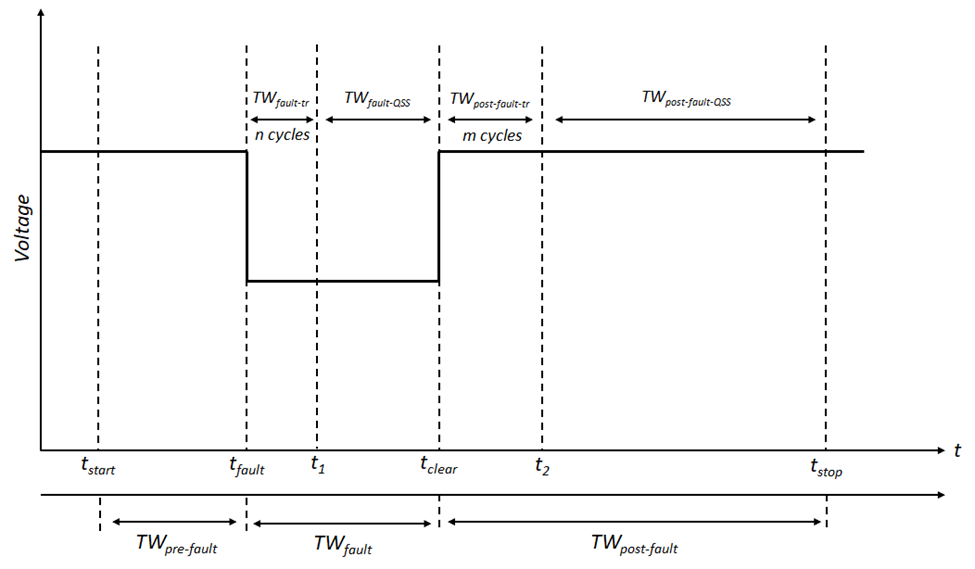 TWfault-tr
TWfault-QSS
TWpost-fault-tr
TWpost-fault-QSS
n cycles
m cycles
Voltage
tstart
tfault
t1
tclear
t2
tstop
t
TWpre-fault
TWfault
TWpost-fault